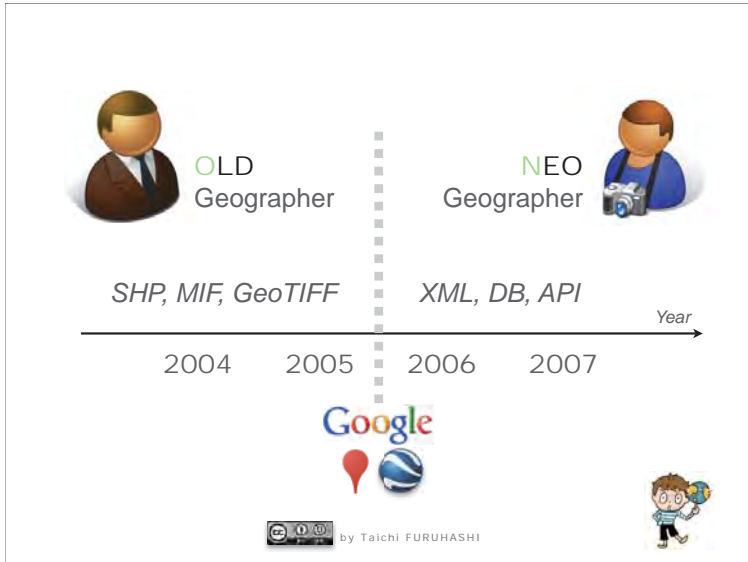 OLD
Geographer
NEO
Geographer
SHP, MIF, GeoTIFF
XML, DB, API
Year
2004 2005 2006 2007
Google
cc
by Taichi FURUHASHI